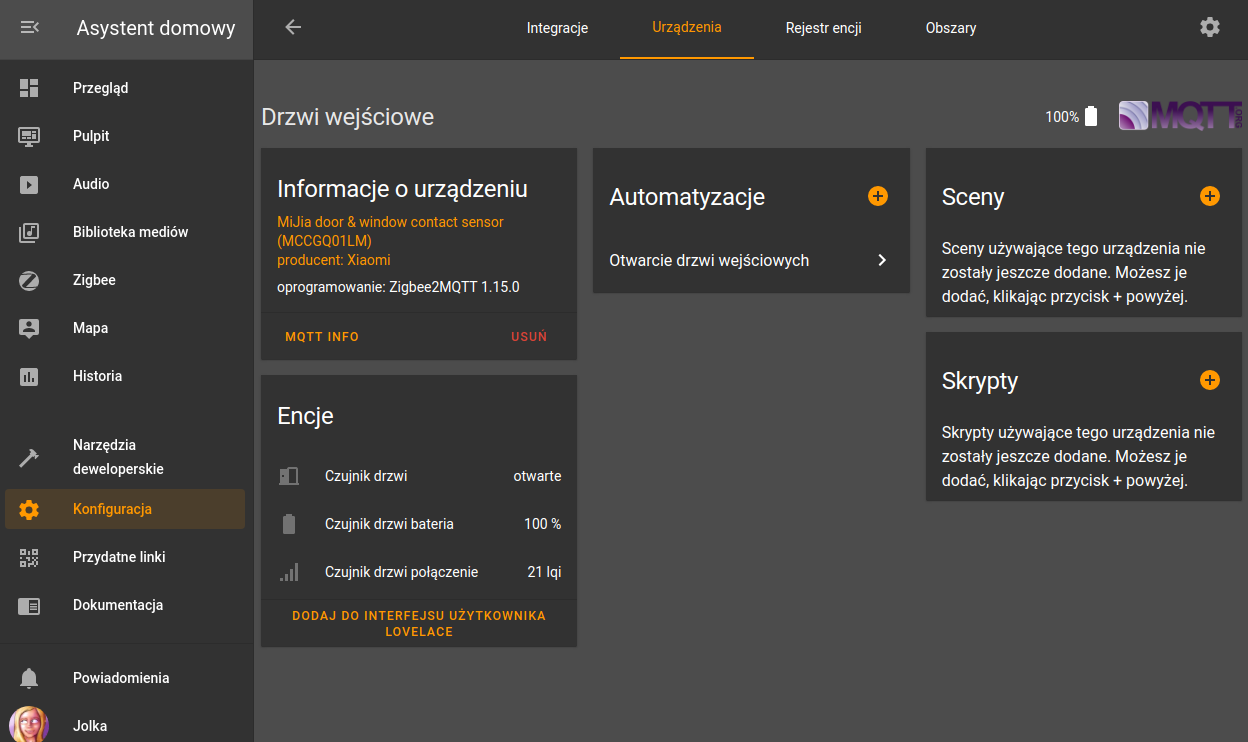 Asystent domowy
Przegląd
Pulpit
Audio
Biblioteka mediów
Zigbee
Mapa
Historia
Narzędzia
deweloperskie
Konfiguracja
Przydatne linki
Dokumentacja
Powiadomienia
Jolka
Integracje
Urządzenia
Rejestr encji
Obszary
Drzwi wejściowe
100%
MQTT.ORG
Informacje o urządzeniu
MiJia door & window contact sensor
(MCCGQ01LM)
producent: Xiaomi
oprogramowanie: Zigbee2MQTT 1.15.0
MQTT INFO
USUŃ
Encje
Czujnik drzwi otwarte
Czujnik drzwi bateria 100 %
Czujnik drzwi połączenie 21 lqi
DODAJ DO INTERFEJSU UŻYTKOWNIKA
LOVELACE
Automatyzacje
Otwarcie drzwi wejściowych
Sceny
Sceny używające tego urządzenia nie
zostały jeszcze dodane. Możesz je
dodać, klikając przycisk + powyżej.
Skrypty
Skrypty używające tego urządzenia nie
zostały jeszcze dodane. Możesz je
dodać, klikając przycisk + powyżej.